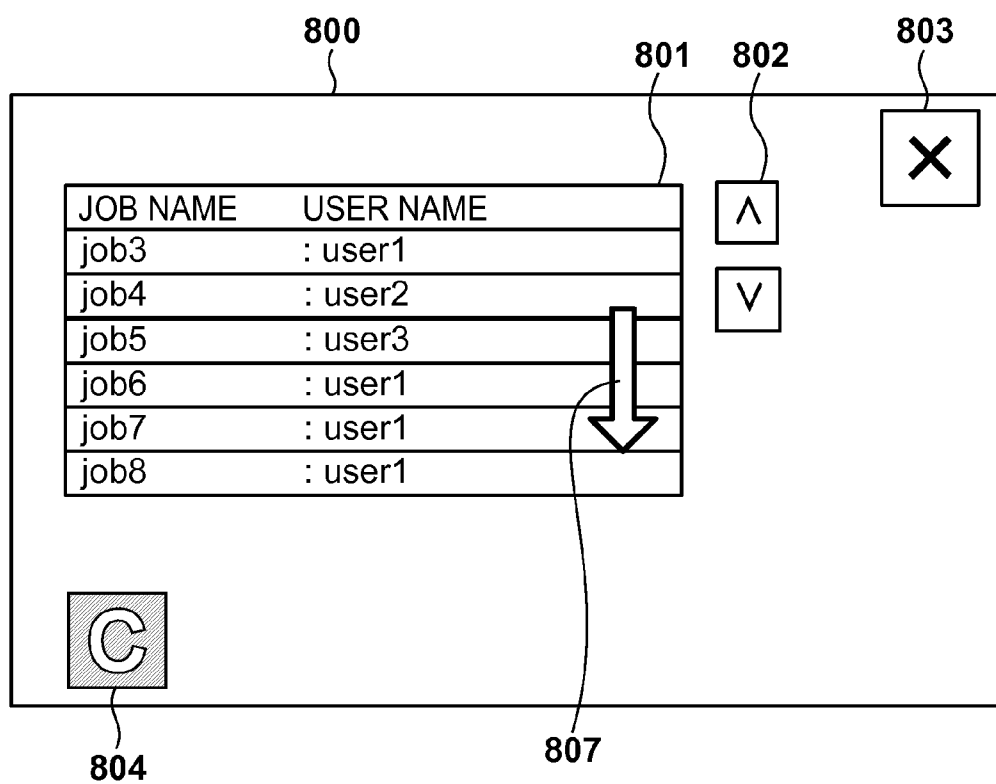 800
801 802 803
×
JOB NAME USER NAME
∧
job3 : user1
job4 : user2
∨
job5 : user3
job6 : user1
job7 : user1
job8 : user1
C
804
807